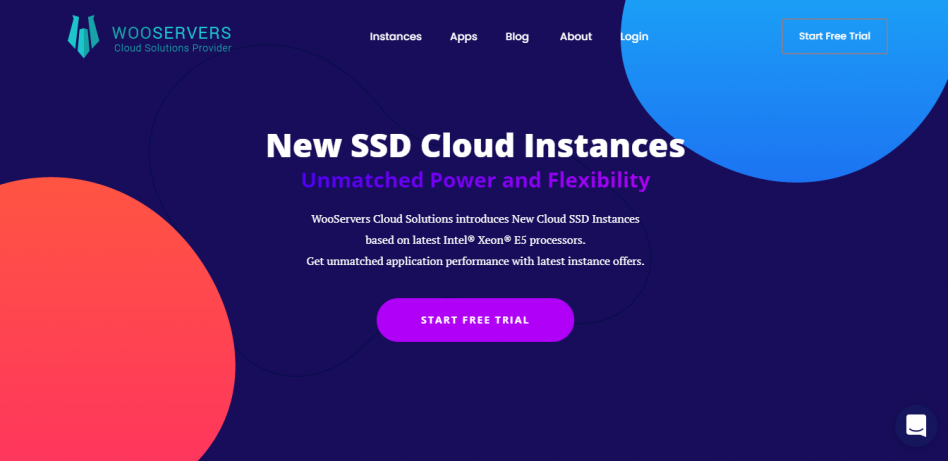 WOOSERVERS
Cloud Solutions Provider
Instances
Apps
Blog
About
Login
Start Free Trial
New SSD Cloud Instances
Unmatched Power and Flexibility
WooServers Cloud Solutions introduces New Cloud SSD Instances
based on latest Intel® Xeon® E5 processors.
Get unmatched application performance with latest instance offers.
START FREE TRIAL